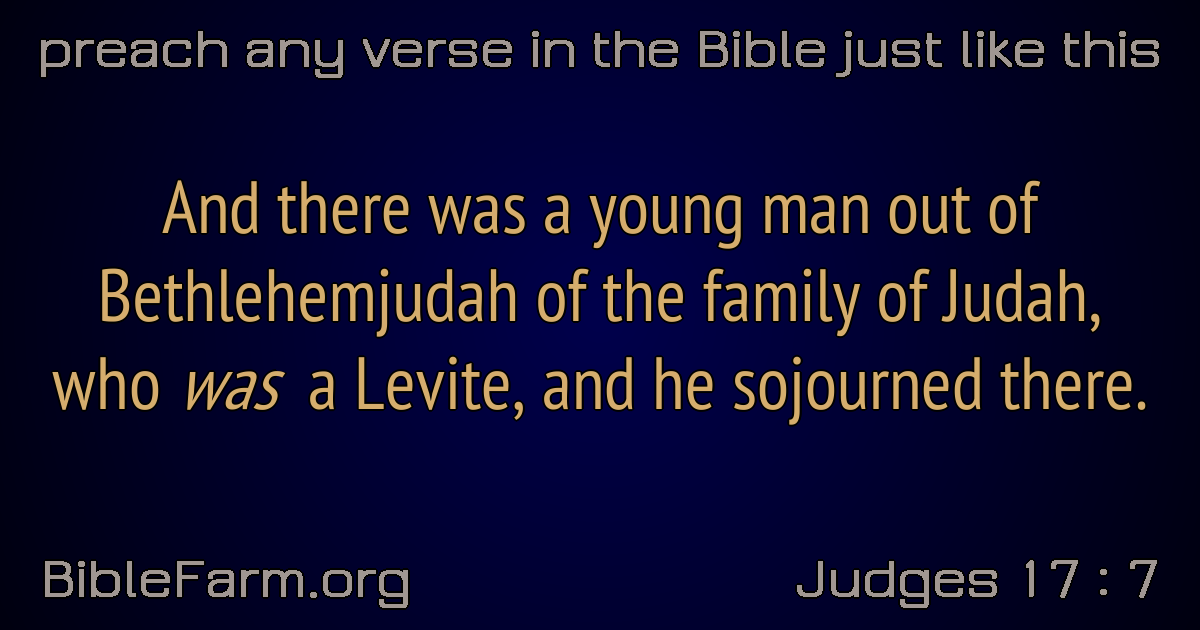 preach any verse in the Bible just like this
And there was a young man out of
Bethlehemjudah of the family of Judah,
who was a Levite, and he sojourned there.
BibleFarm.org
Judges 17 : 7